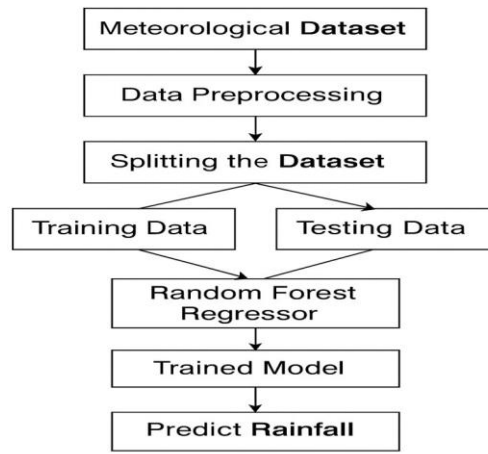 Meteorological Dataset
Data Preprocessing
Splitting the Dataset
Training Data
Testing Data
Random Forest
Regressor
Trained Model
Predict Rainfall